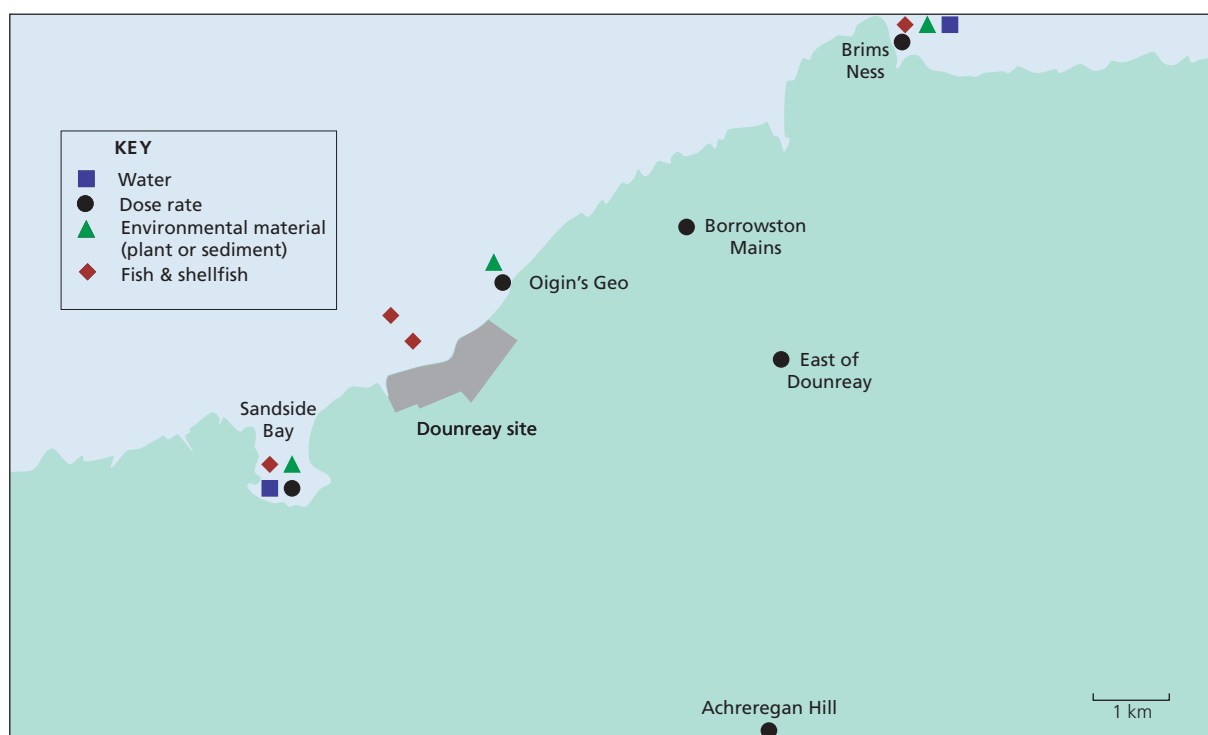 Brims
Ness
KEY
Water
Dose rate
Environmental material
(plant or sediment)
Fish & shellfish
Borrowston
Mains
Oigin's Geo
East of
Dounreay
Sandside
Bay
Dounreay site
Achreregan Hill
1 km